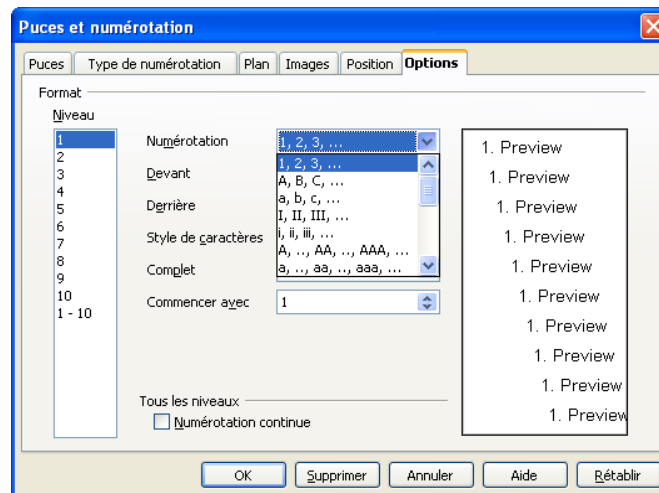 Puces et numérotation
Puces Type de numérotation Plan Images Position Options
Format
Niveau
1
2
3
4
5
6
7
8
9
10
1 - 10
Numérotation 1, 2, 3, ...
1, 2, 3, ...
A, B, C, ...
a, b, c, ...
I, II, III, ...
i, ii, iii, ...
A, .., AA, .., AAA, ...
a, .., aa, .., aaa, ...
Devant
Derrière
Style de caractères
Complet
Commencer avec 1
Tous les niveaux
Numérotation continue
1. Preview
1. Preview
1. Preview
1. Preview
1. Preview
1. Preview
1. Preview
1. Preview
1. Preview
1. Preview
OK Supprimer Annuler Aide Rétablir